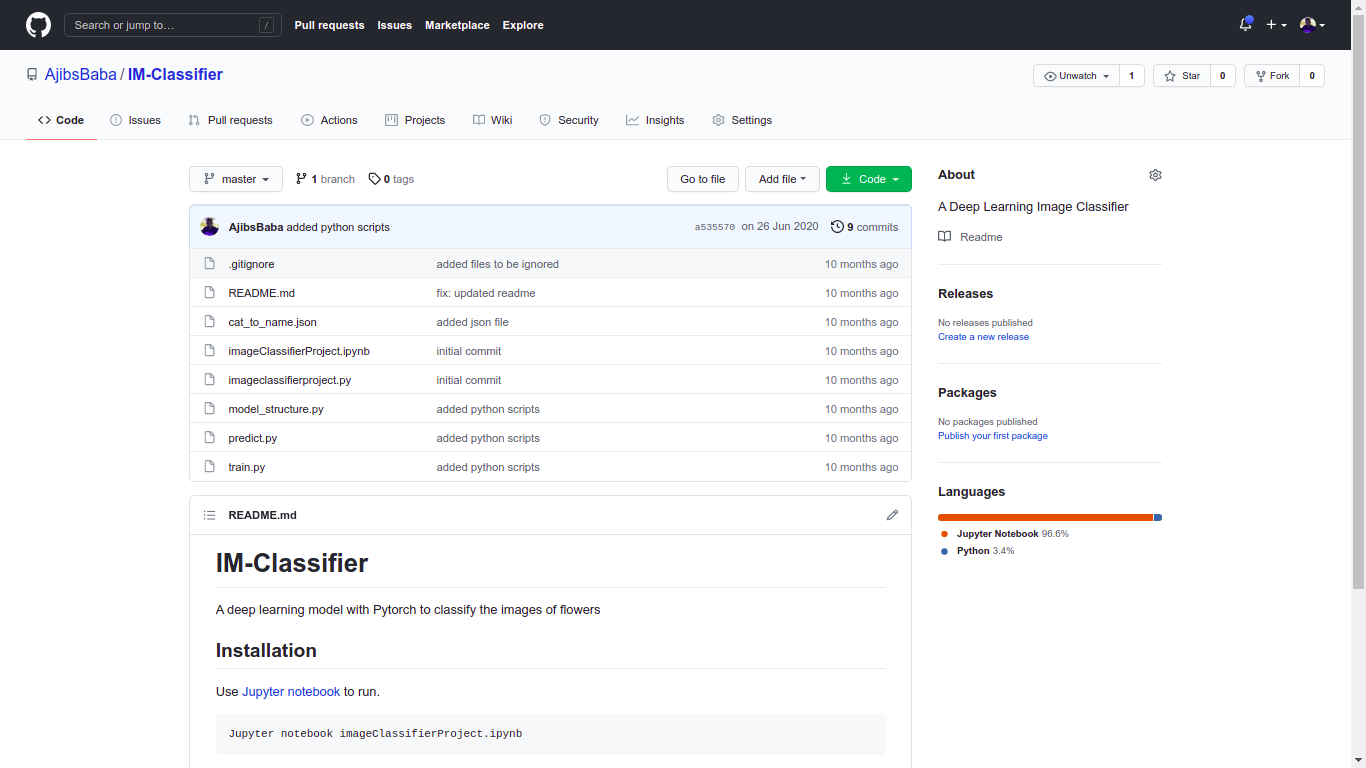 Search or jump to… /
Pull requests Issues Marketplace Explore
AjibsBaba / IM-Classifier
Unwatch 1 Star 0 Fork 0
Code Issues Pull requests Actions Projects Wiki Security Insights Settings
master 1 branch 0 tags Go to file Add file Code
AjibsBaba added python scripts a535570 on 26 Jun 2020 9 commits
.gitignore added files to be ignored 10 months ago
README.md fix: updated readme 10 months ago
cat_to_name.json added json file 10 months ago
imageClassifierProject.ipynb initial commit 10 months ago
imageclassifierproject.py initial commit 10 months ago
model_structure.py added python scripts 10 months ago
predict.py added python scripts 10 months ago
train.py added python scripts 10 months ago
README.md
IM-Classifier
A deep learning model with Pytorch to classify the images of flowers
Installation
Use Jupyter notebook to run.
Jupyter notebook imageClassifierProject.ipynb
About
A Deep Learning Image Classifier
Readme
Releases
No releases published
Create a new release
Packages
No packages published
Publish your first package
Languages
Jupyter Notebook 96.6%
Python 3.4%